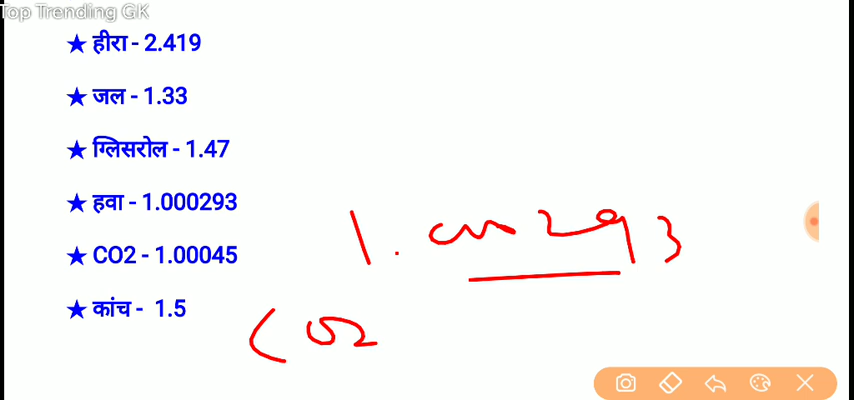 Top Trending GK
★ हीरा - 2.419
★ जल - 1.33
★ ग्लिसरोल - 1.47
★ हवा - 1.000293
★ CO2 - 1.00045
★ कांच - 1.5
1.000293
CO2